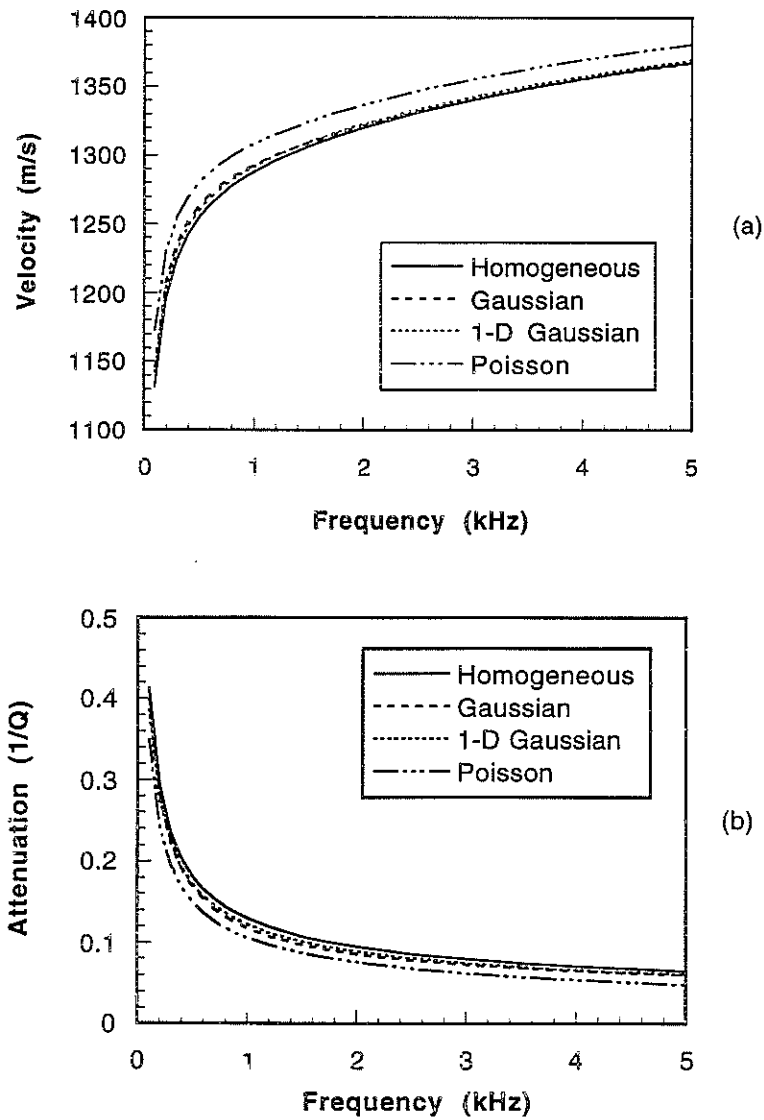 1400
1350
1300
1250
1200
1150
1100
Velocity (m/s)
0 1 2 3 4 5
Frequency (kHz)
Homogeneous
Gaussian
1-D Gaussian
Poisson
(a)
0.5
0.4
0.3
0.2
0.1
0
Attenuation (1/Q)
0 1 2 3 4 5
Frequency (kHz)
Homogeneous
Gaussian
1-D Gaussian
Poisson
(b)